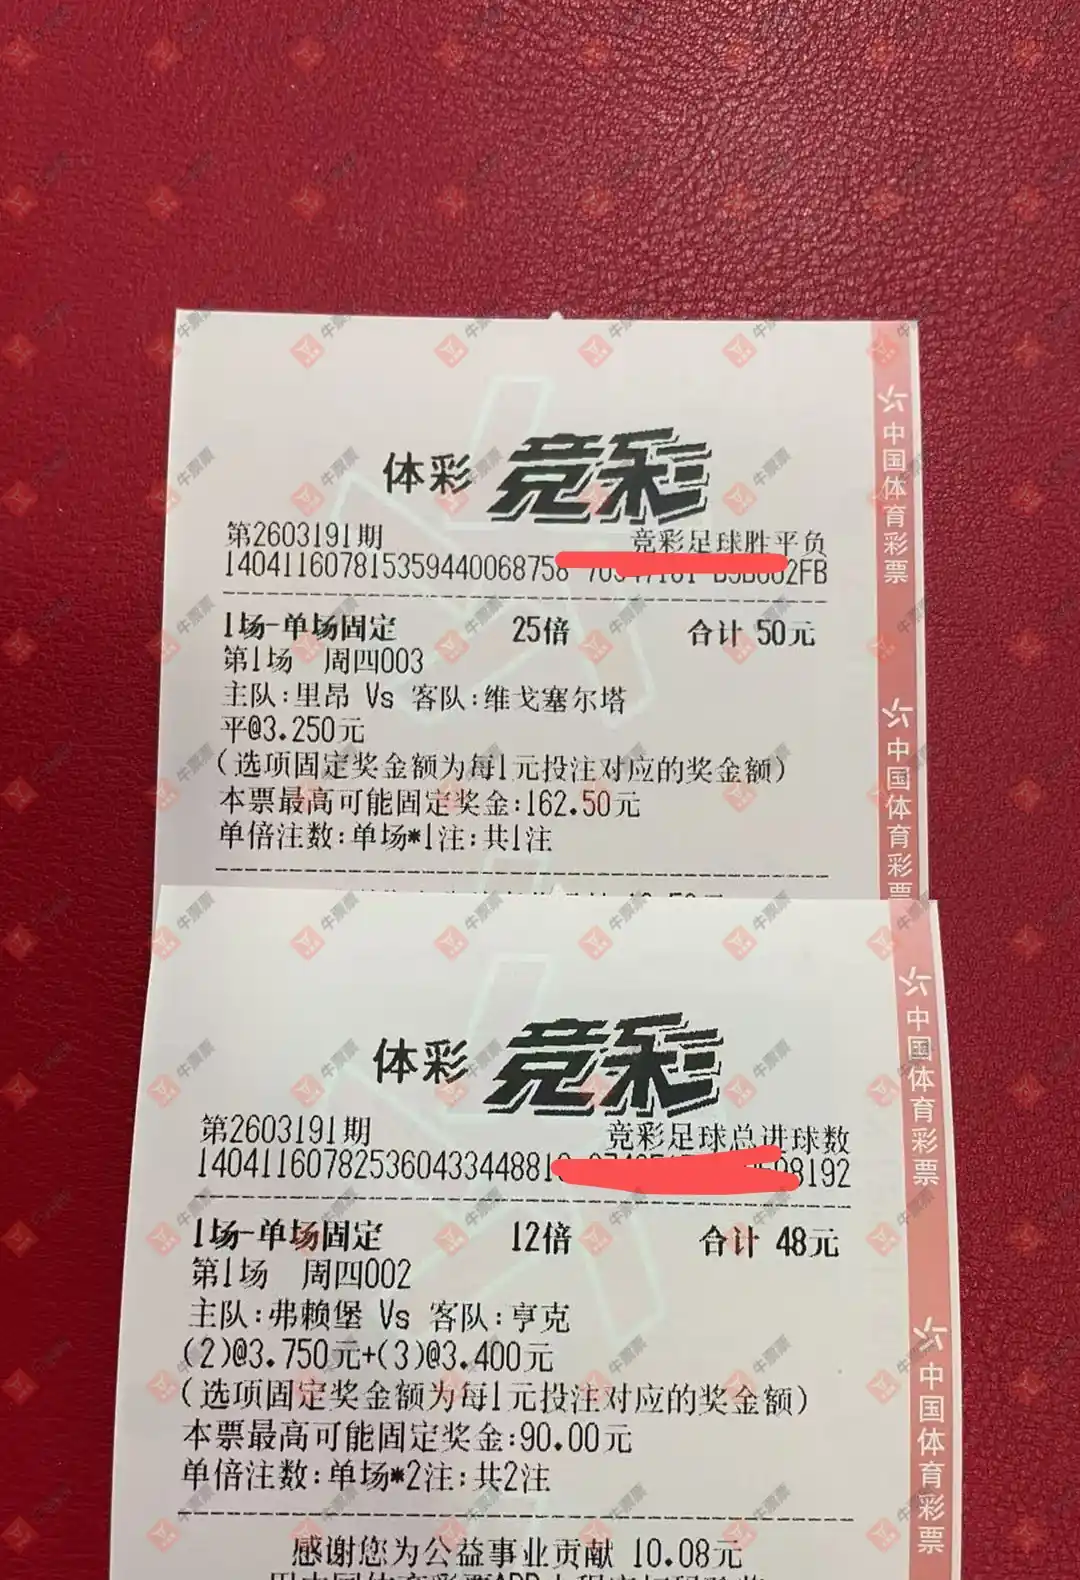 体彩 竞彩
第2603191期 竞彩足球胜平负
140411607815359440068758 2FB
1场-单场固定 25倍 合计 50元
第1场 周四003
主队:里昂 Vs 客队:维戈塞尔塔
平@3.250元
(选项固定奖金额为每1元投注对应的奖金额)
本票最高可能固定奖金:162.50元
单倍注数:单场*1注;共1注
中国体育彩票
中国体育彩票
体彩 竞彩
第2603191期 竞彩足球总进球数
14041160782536043344881 98192
1场-单场固定 12倍 合计 48元
第1场 周四002
主队:弗赖堡 Vs 客队:亨克
(2)@3.750元+(3)@3.400元
(选项固定奖金额为每1元投注对应的奖金额)
本票最高可能固定奖金:90.00元
单倍注数:单场*2注;共2注
感谢您为公益事业贡献 10.08元
中国体育彩票
中国体育彩票
牛票票